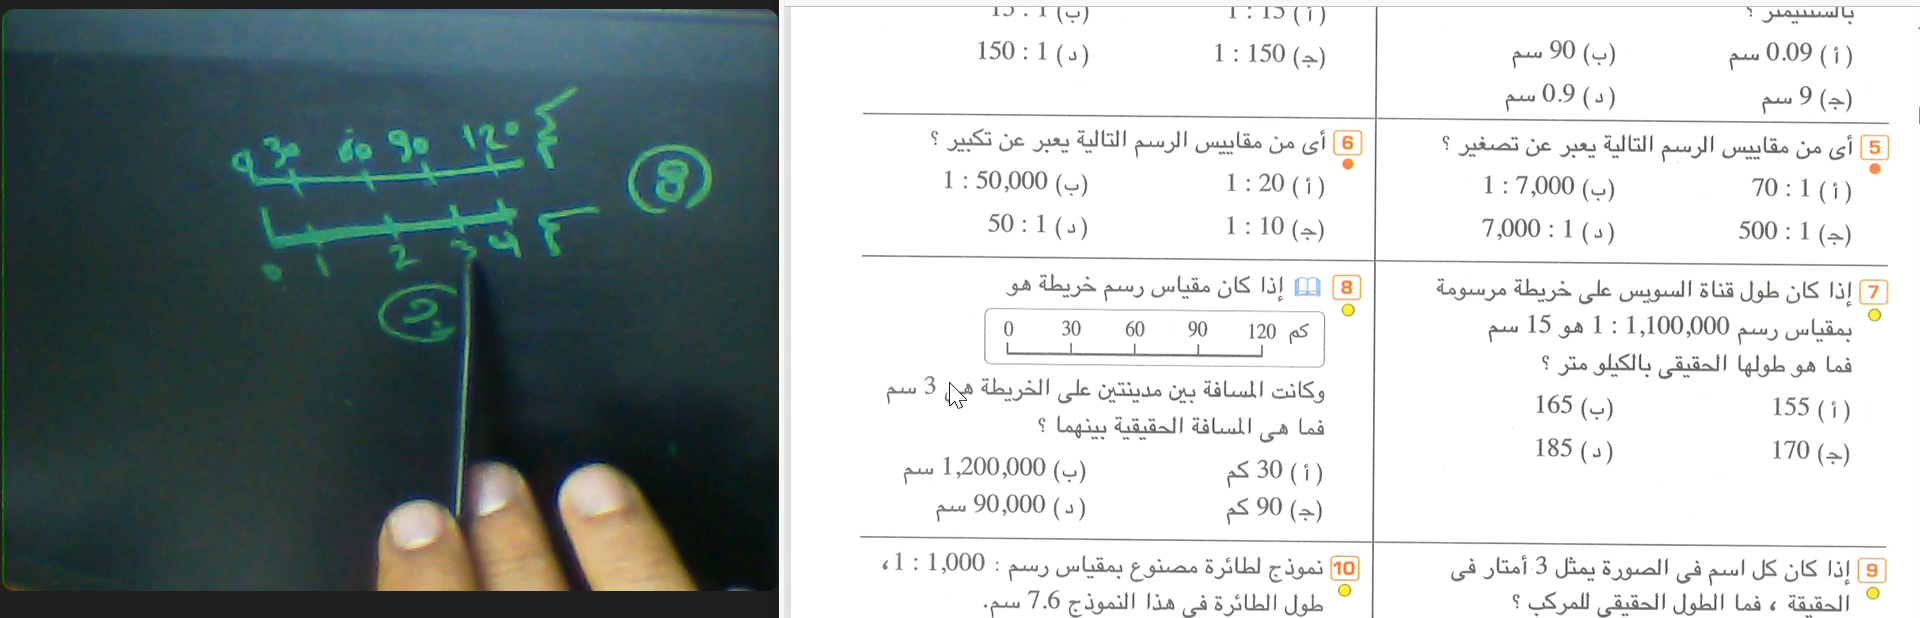 0 30 60 90 120
0 1 2 3 4
8
بالسنتيمتر ؟
(أ) 0.09 سم (ب) 90 سم
(جـ) 9 سم (د) 0.9 سم
5 أى من مقاييس الرسم التالية يعبر عن تصغير ؟
(أ) 70 : 1 (ب) 1 : 7,000
(جـ) 500 : 1 (د) 7,000 : 1
7 إذا كان طول قناة السويس على خريطة مرسومة
بمقياس رسم 1 : 1,100,000 هو 15 سم
فما هو طولها الحقيقى بالكيلو متر ؟
(أ) 155 (ب) 165
(جـ) 170 (د) 185
9 إذا كان كل اسم فى الصورة يمثل 3 أمتار فى
الحقيقة ، فما الطول الحقيقى للمركب ؟
(أ) 1 : 15 (ب) 15 : 1
(جـ) 1 : 150 (د) 150 : 1
6 أى من مقاييس الرسم التالية يعبر عن تكبير ؟
(أ) 1 : 20 (ب) 1 : 50,000
(جـ) 1 : 10 (د) 50 : 1
8 إذا كان مقياس رسم خريطة هو
0 30 60 90 120 كم
وكانت المسافة بين مدينتين على الخريطة هى 3 سم
فما هى المسافة الحقيقية بينهما ؟
(أ) 30 كم (ب) 1,200,000 سم
(جـ) 90 كم (د) 90,000 سم
10 نموذج لطائرة مصنوع بمقياس رسم : 1 : 1,000 ،
طول الطائرة فى هذا النموذج 7.6 سم.